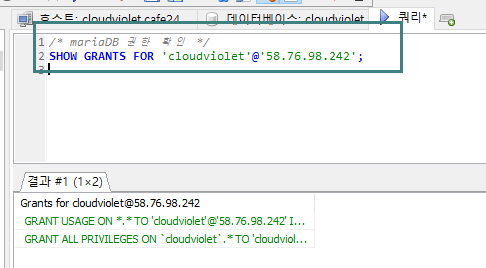 호스트: cloudviolet.cafe24
데이터베이스: cloudviolet
쿼리*
1 /* mariaDB 권한 확인 */
2 SHOW GRANTS FOR 'cloudviolet'@'58.76.98.242';
3
결과 #1 (1×2)
Grants for cloudviolet@58.76.98.242
GRANT USAGE ON *.* TO 'cloudviolet'@'58.76.98.242' I...
GRANT ALL PRIVILEGES ON `cloudviolet`.* TO 'cloudviol...